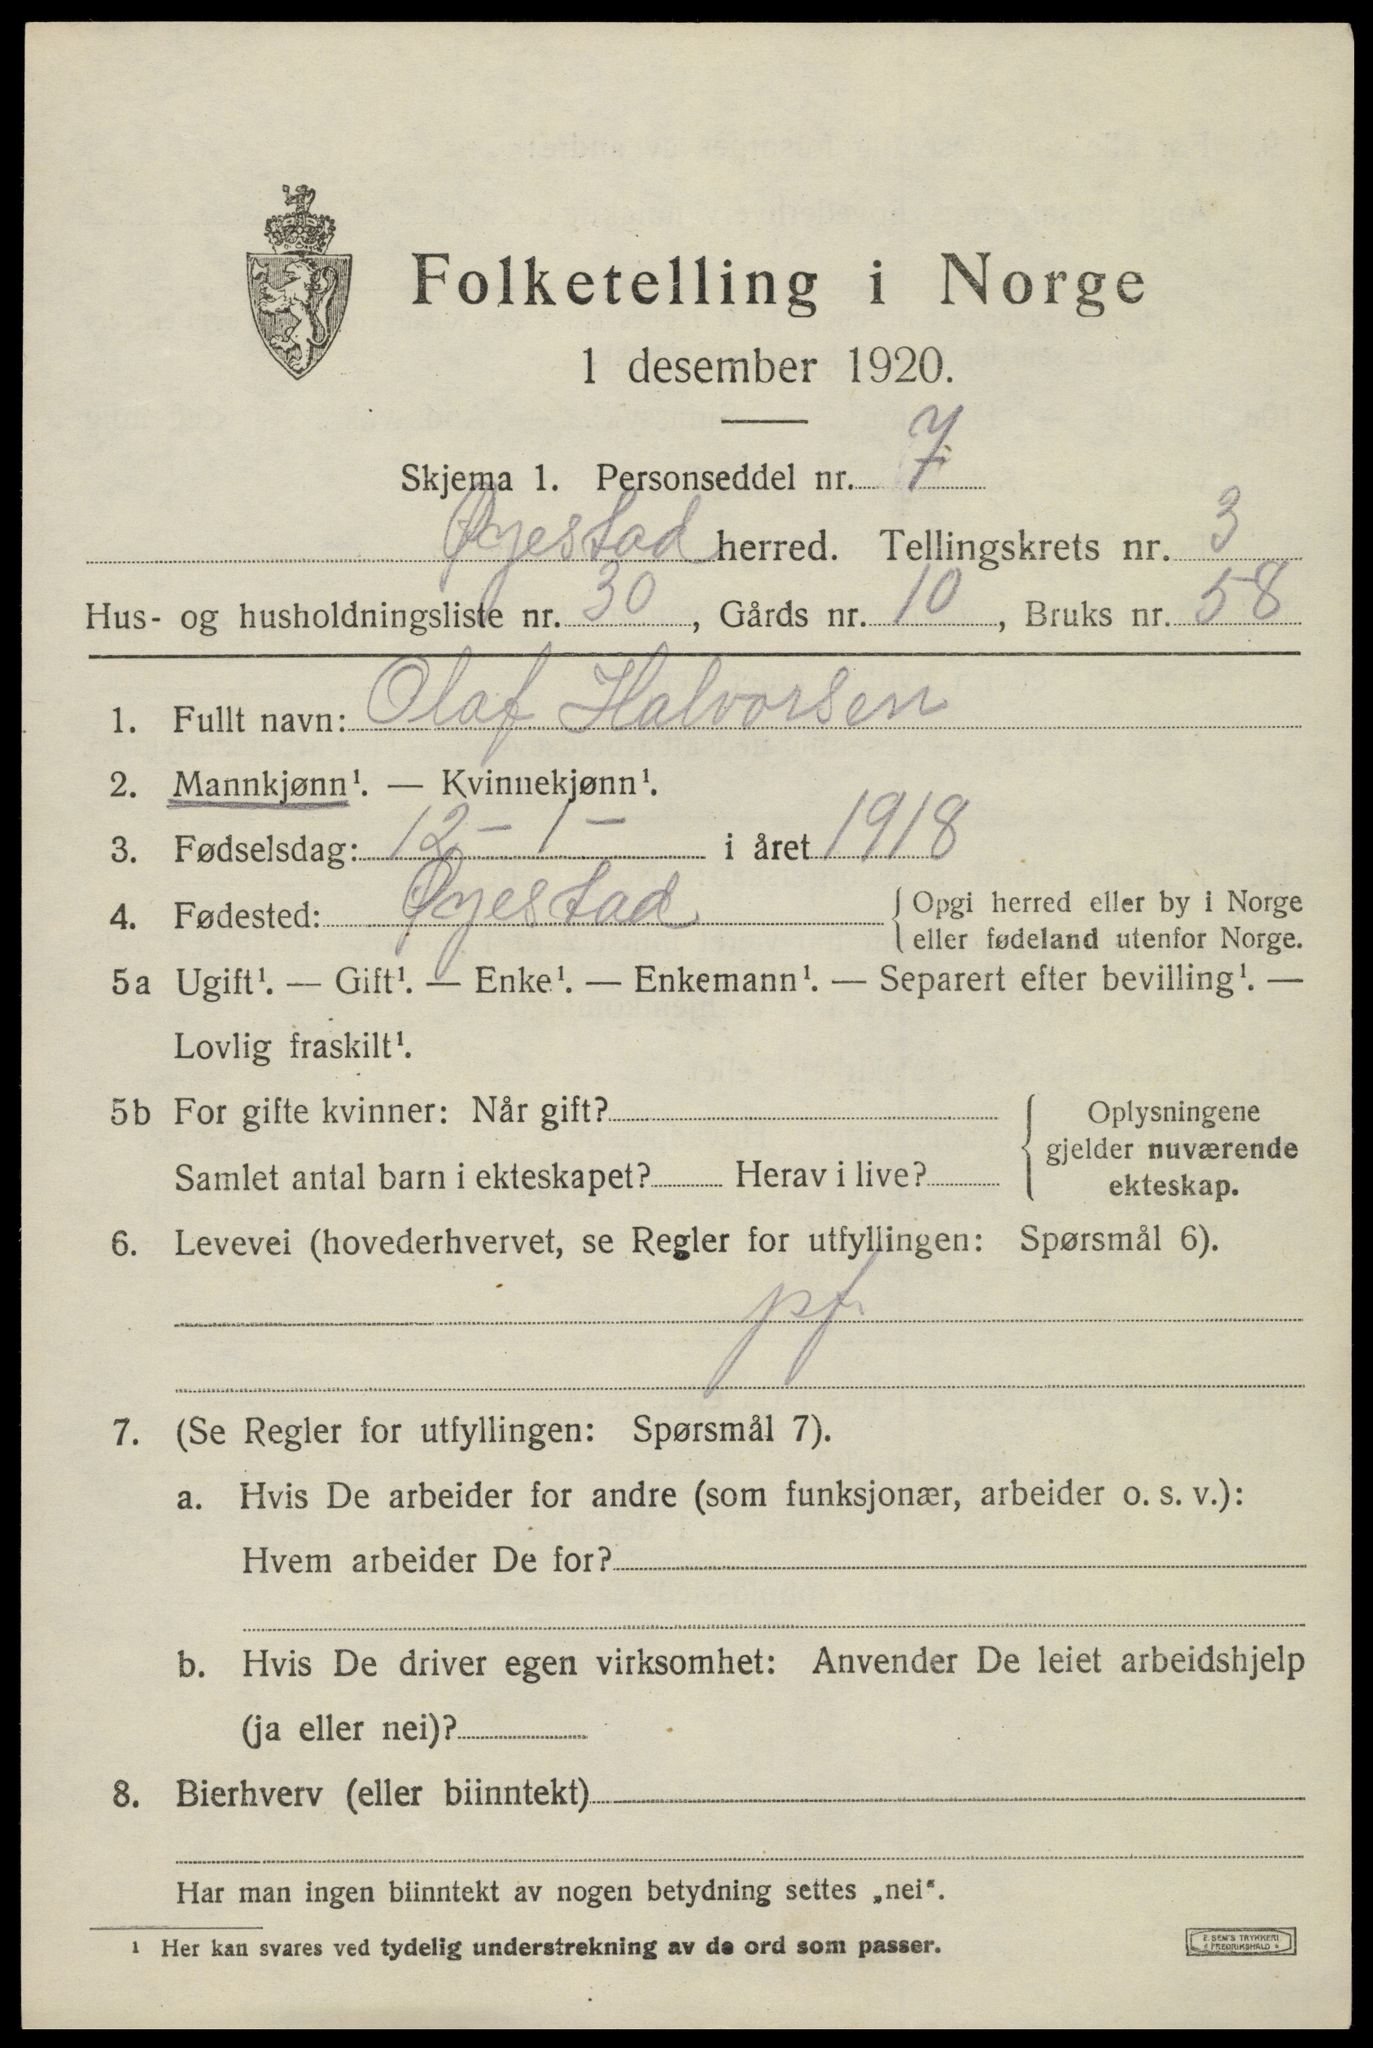 Folketelling i Norge
1 desember 1920.
Skjema 1. Personseddel nr. 7
Øyestad herred. Tellingskrets nr. 3
Hus- og husholdningsliste nr. 30, Gårds nr. 10, Bruks nr. 58
1. Fullt navn: Olaf Halvorsen
2. Mannkjønn¹. — Kvinnekjønn¹.
3. Fødselsdag: 12 - 1 - i året 1918
4. Fødested: Øyestad { Opgi herred eller by i Norge
eller fødeland utenfor Norge.
5a Ugift¹. — Gift¹. — Enke¹. — Enkemann¹. — Separert efter bevilling¹. —
Lovlig fraskilt¹.
5b For gifte kvinner: Når gift?
Samlet antal barn i ekteskapet? Herav i live?
Oplysningene
gjelder nuværende
ekteskap.
6. Levevei (hovederhvervet, se Regler for utfyllingen: Spørsmål 6).
pf.
7. (Se Regler for utfyllingen: Spørsmål 7).
a. Hvis De arbeider for andre (som funksjonær, arbeider o. s. v.):
Hvem arbeider De for?
b. Hvis De driver egen virksomhet: Anvender De leiet arbeidshjelp
(ja eller nei)?
8. Bierhverv (eller biinntekt)
Har man ingen biinntekt av nogen betydning settes „nei“.
¹ Her kan svares ved tydelig understrekning av de ord som passer.
E. SEM'S TRYKKERI
FREDRIKSHALD